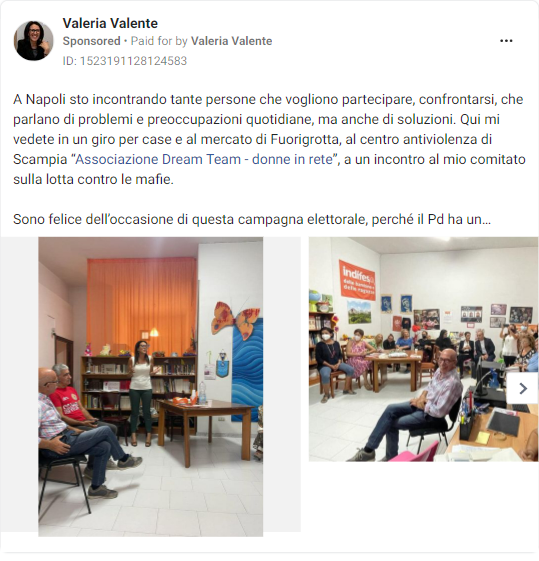 Valeria Valente
Sponsored • Paid for by Valeria Valente
ID: 1523191128124583
A Napoli sto incontrando tante persone che vogliono partecipare, confrontarsi, che
parlano di problemi e preoccupazioni quotidiane, ma anche di soluzioni. Qui mi
vedete in un giro per case e al mercato di Fuorigrotta, al centro antiviolenza di
Scampia “Associazione Dream Team - donne in rete”, a un incontro al mio comitato
sulla lotta contro le mafie.
Sono felice dell’occasione di questa campagna elettorale, perché il Pd ha un...
indifesa